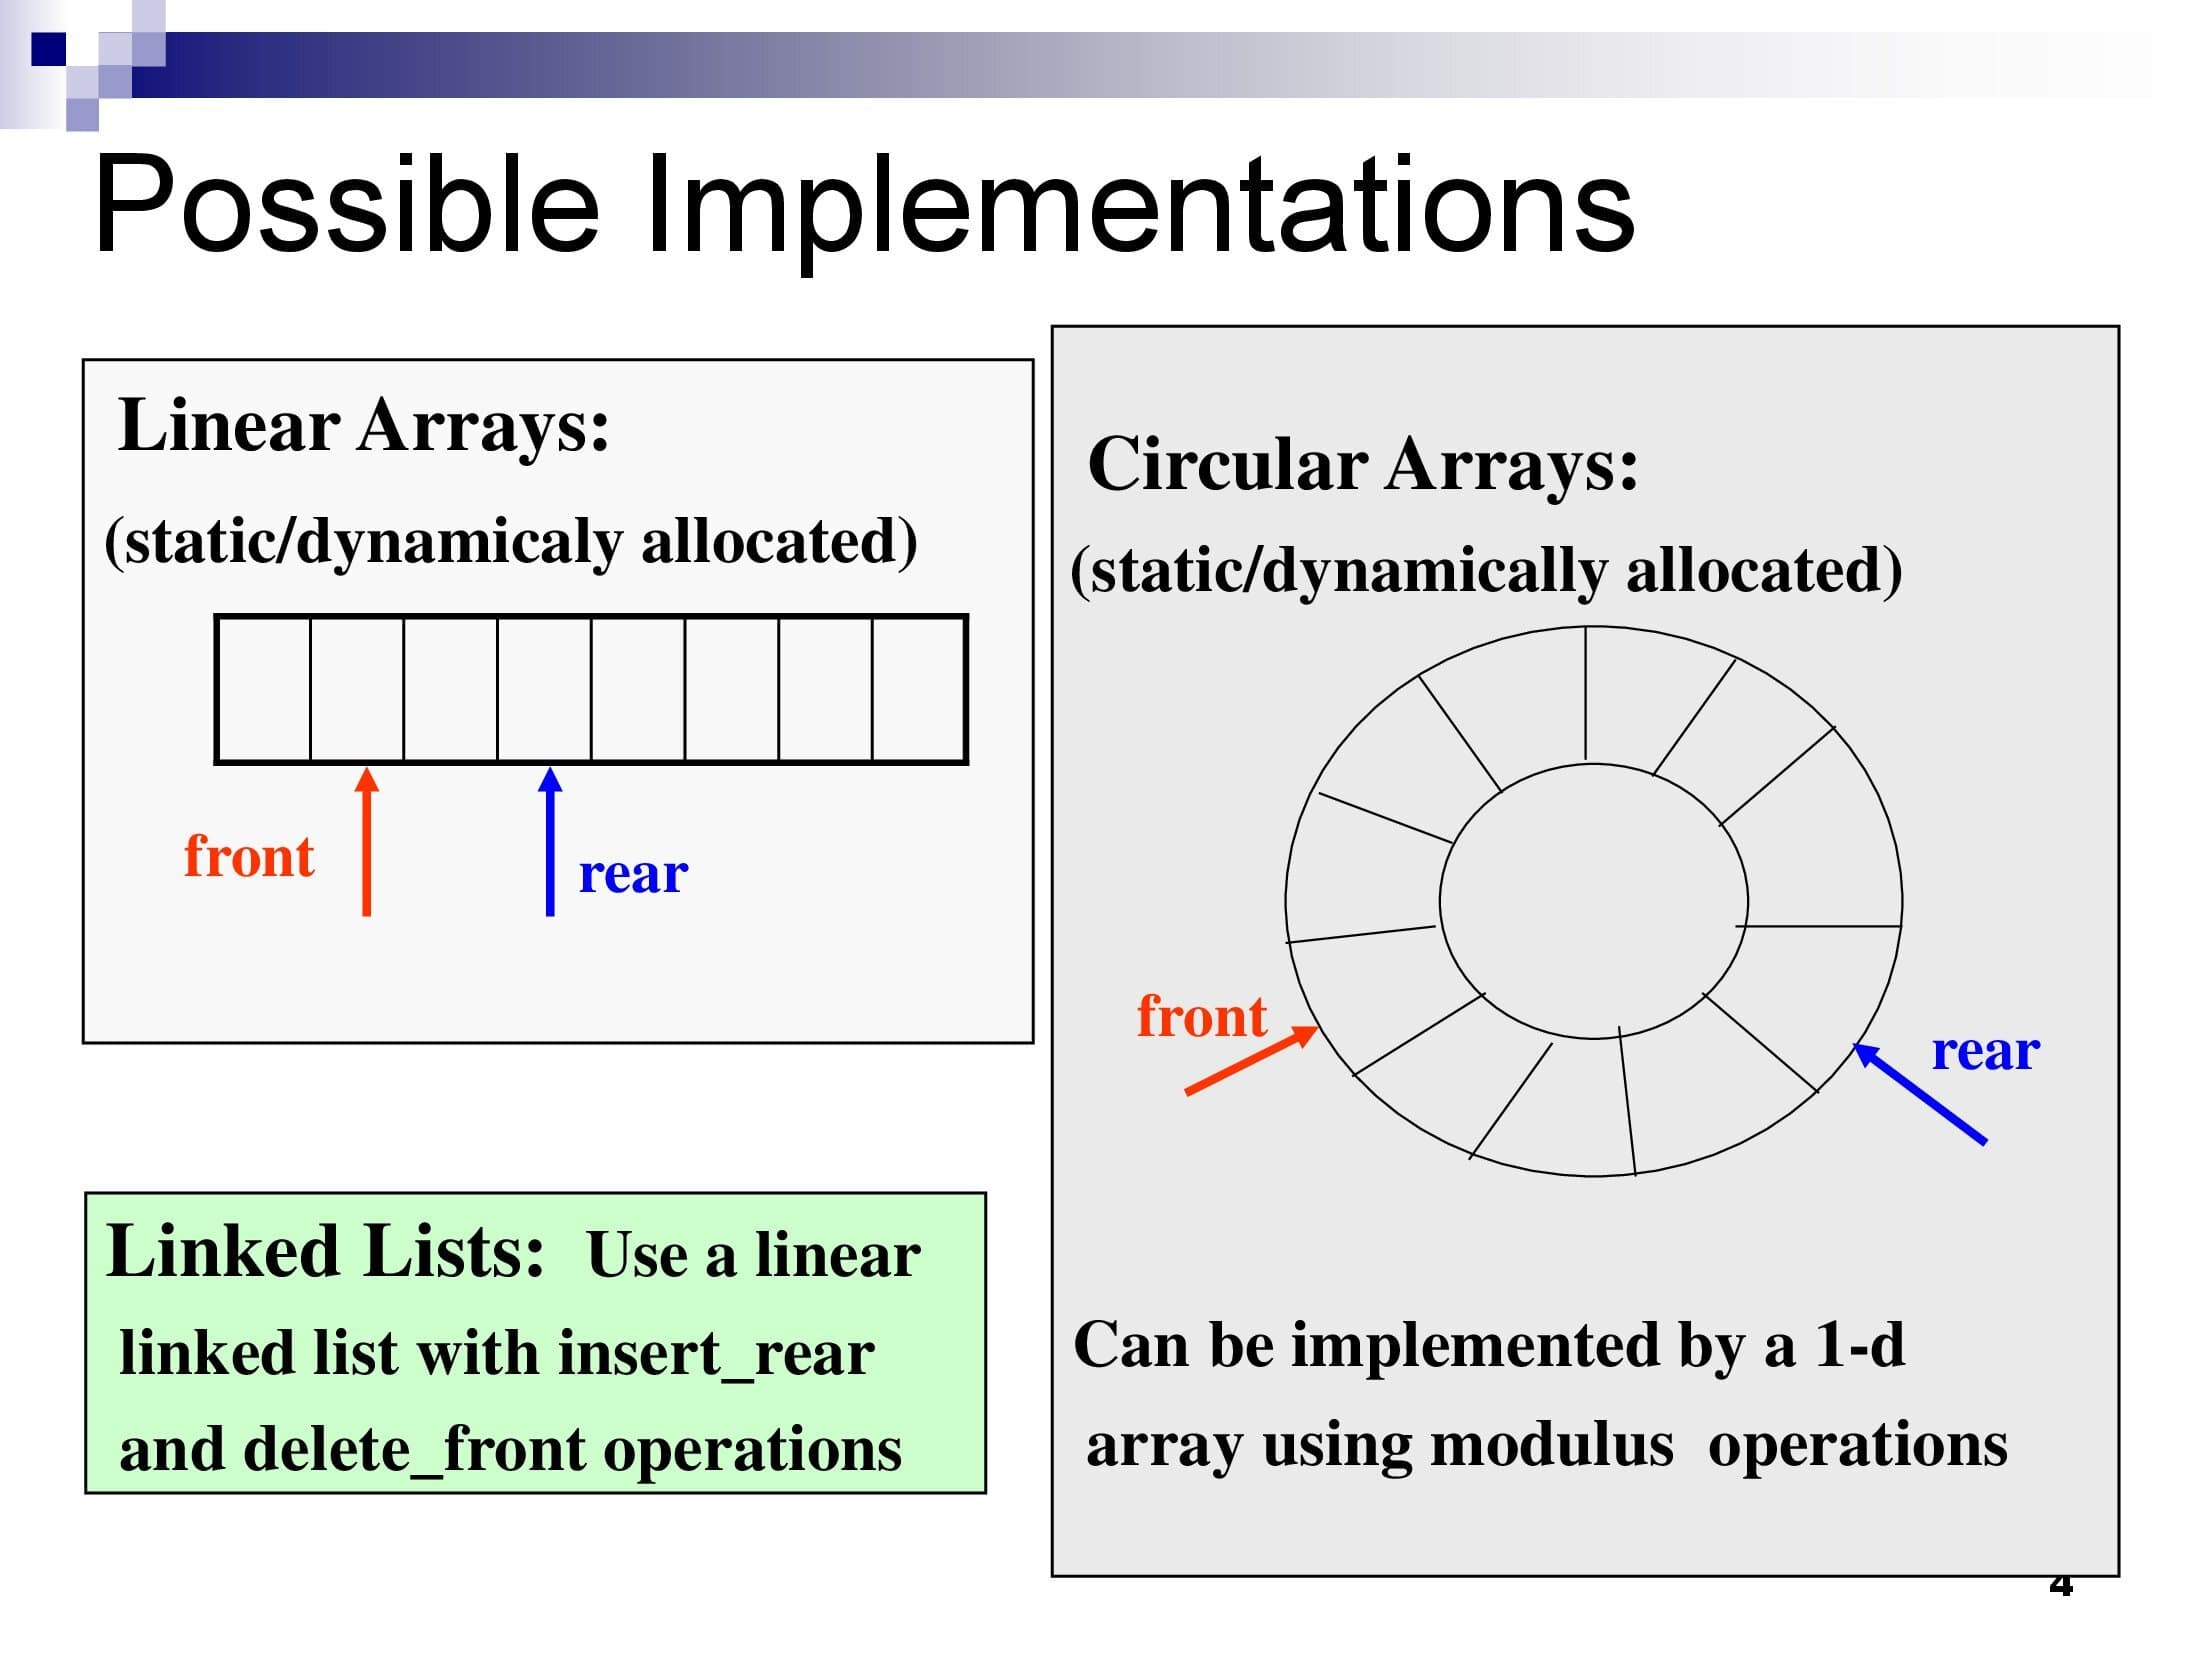 Possible Implementations
Linear Arrays:
(static/dynamicaly allocated)
front
rear
Linked Lists: Use a linear
linked list with insert_rear
and delete_front operations
Circular Arrays:
(static/dynamically allocated)
front
rear
Can be implemented by a 1-d
array using modulus operations
4